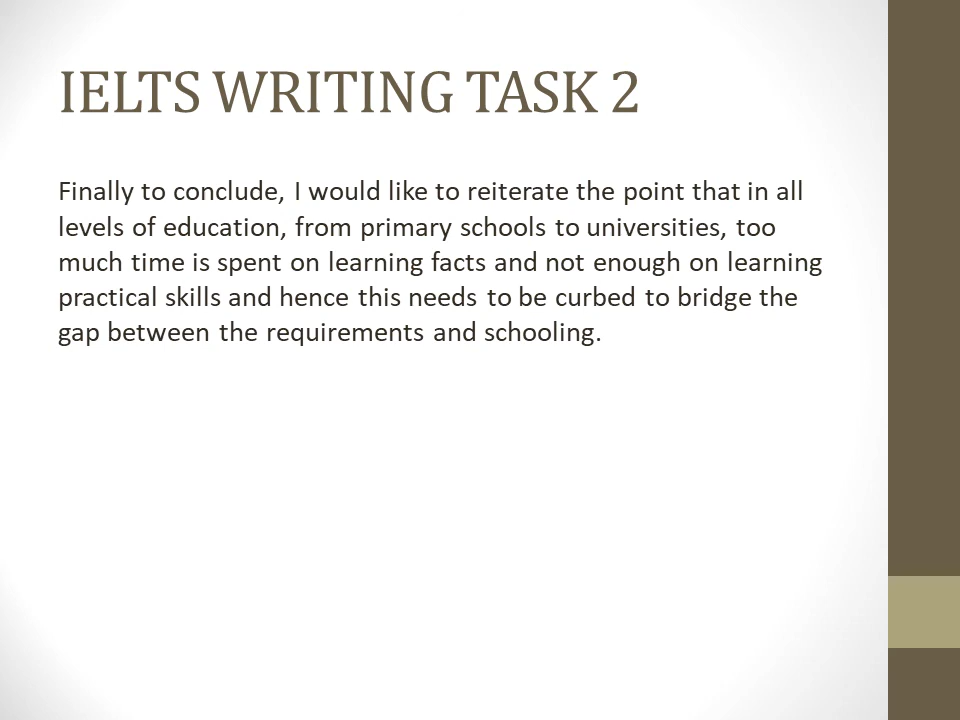 IELTS WRITING TASK 2
Finally to conclude, I would like to reiterate the point that in all
levels of education, from primary schools to universities, too
much time is spent on learning facts and not enough on learning
practical skills and hence this needs to be curbed to bridge the
gap between the requirements and schooling.